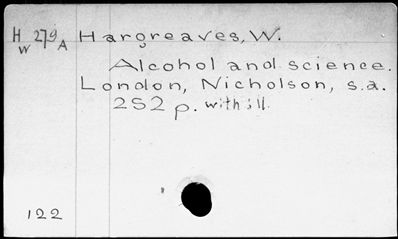 H W 279 A Hargreaves, W.
Alcohol and science.
London, Nicholson, s.a.
252 p. with ill.
122